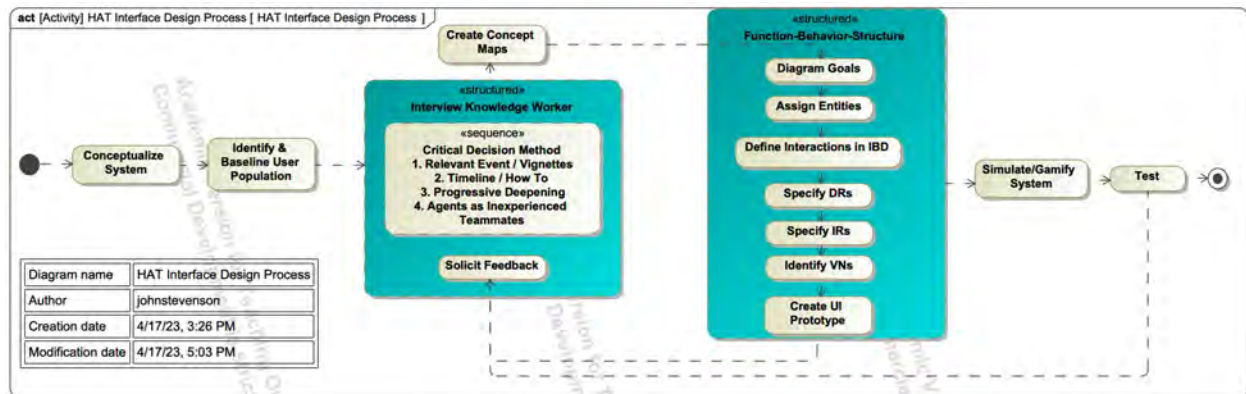 act [Activity] HAT Interface Design Process [ HAT Interface Design Process ]
Conceptualize
System
Identify &
Baseline User
Population
Create Concept
Maps
«structured»
Interview Knowledge Worker
«sequence»
Critical Decision Method
1. Relevant Event / Vignettes
2. Timeline / How To
3. Progressive Deepening
4. Agents as Inexperienced
Teammates
Solicit Feedback
«structured»
Function-Behavior-Structure
Diagram Goals
Assign Entities
Define Interactions in IBD
Specify DRs
Specify IRs
Identify VNs
Create UI
Prototype
Simulate/Gamify
System
Test
Diagram name HAT Interface Design Process
Author johnstevenson
Creation date 4/17/23, 3:26 PM
Modification date 4/17/23, 5:03 PM